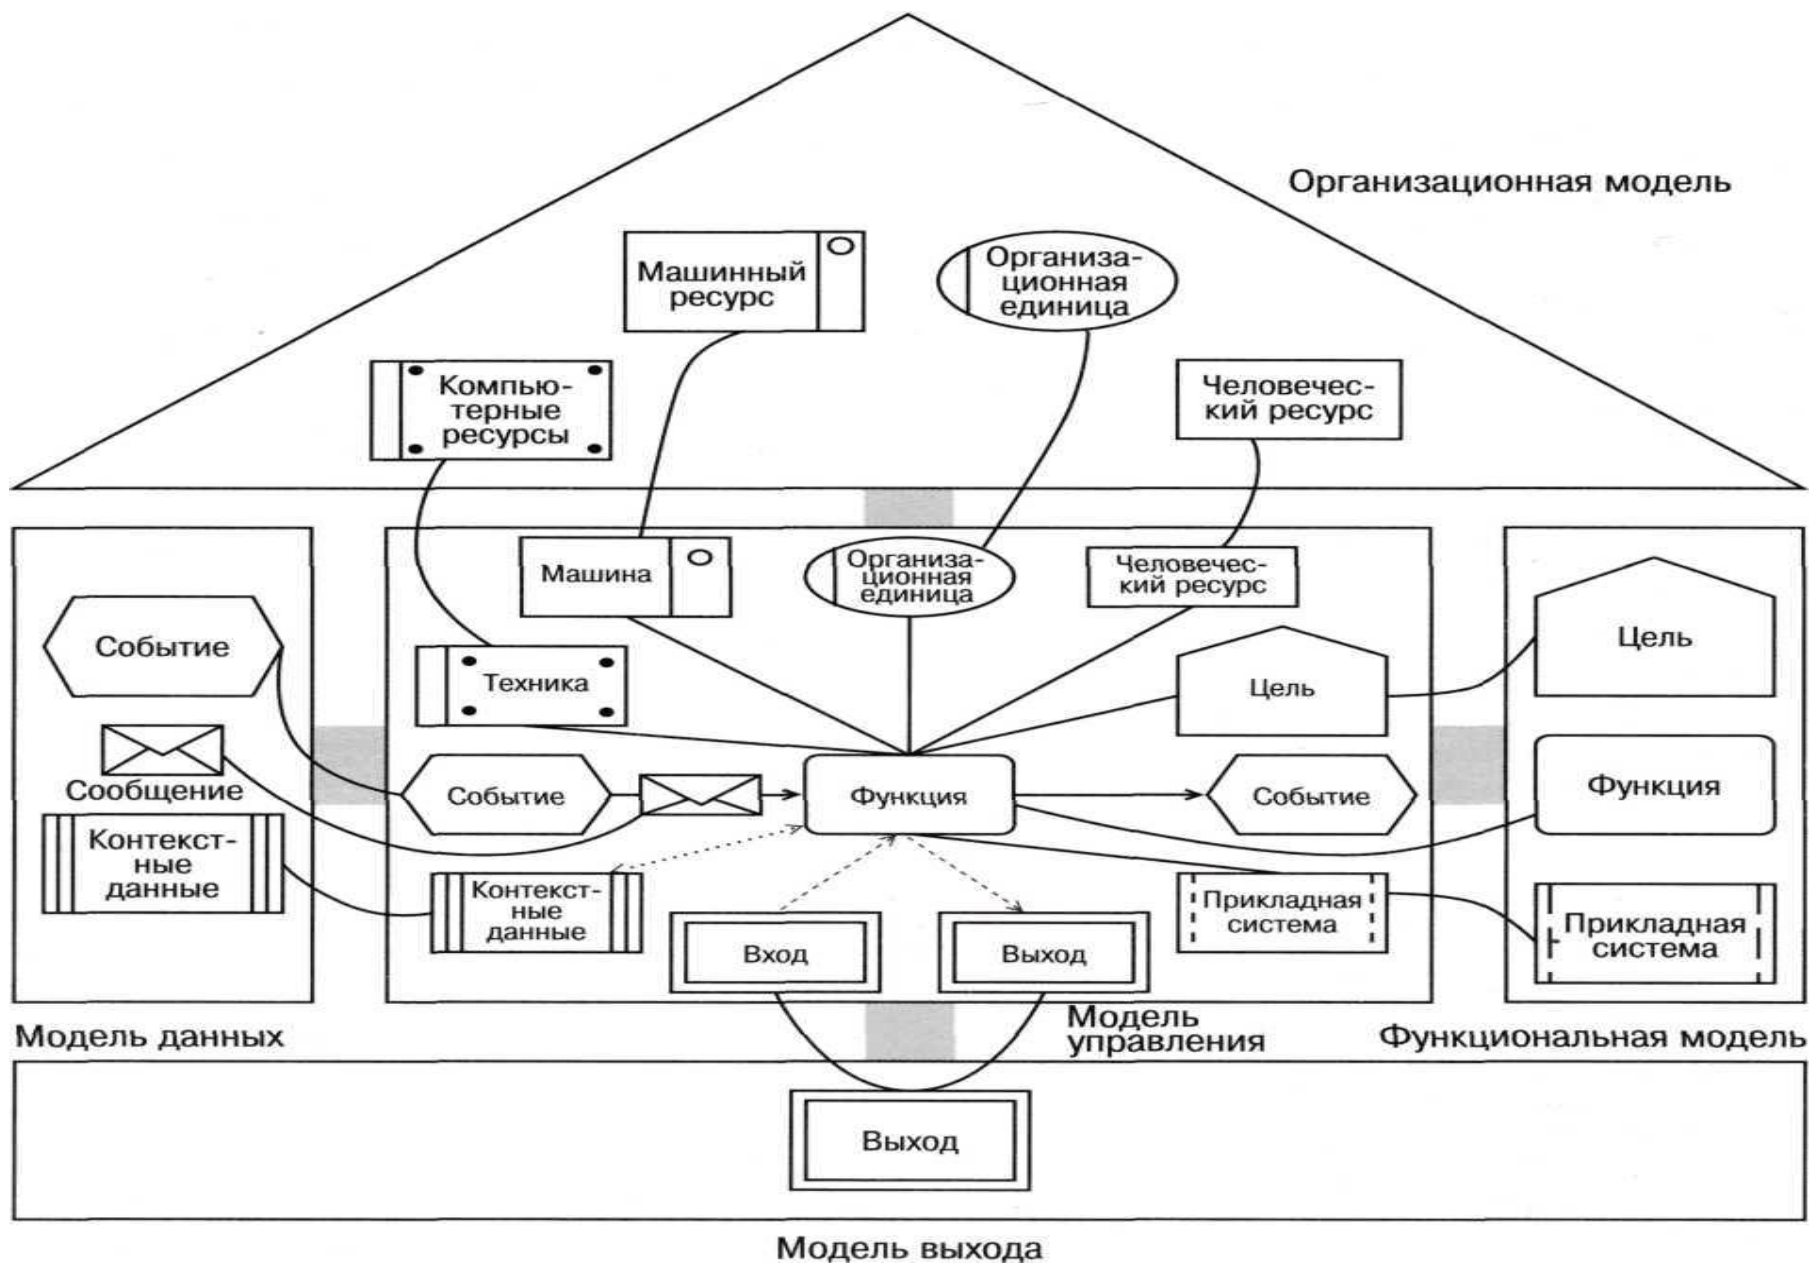 Организационная модель
Машинный
ресурс
Организа-
ционная
единица
Компью-
терные
ресурсы
Человечес-
кий ресурс
Событие
Сообщение
Контекст-
ные
данные
Модель данных
Машина
Организа-
ционная
единица
Человечес-
кий ресурс
Техника
Цель
Событие
Функция
Событие
Контекст-
ные
данные
Вход
Выход
Прикладная
система
Модель
управления
Цель
Функция
Прикладная
система
Функциональная модель
Выход
Модель выхода